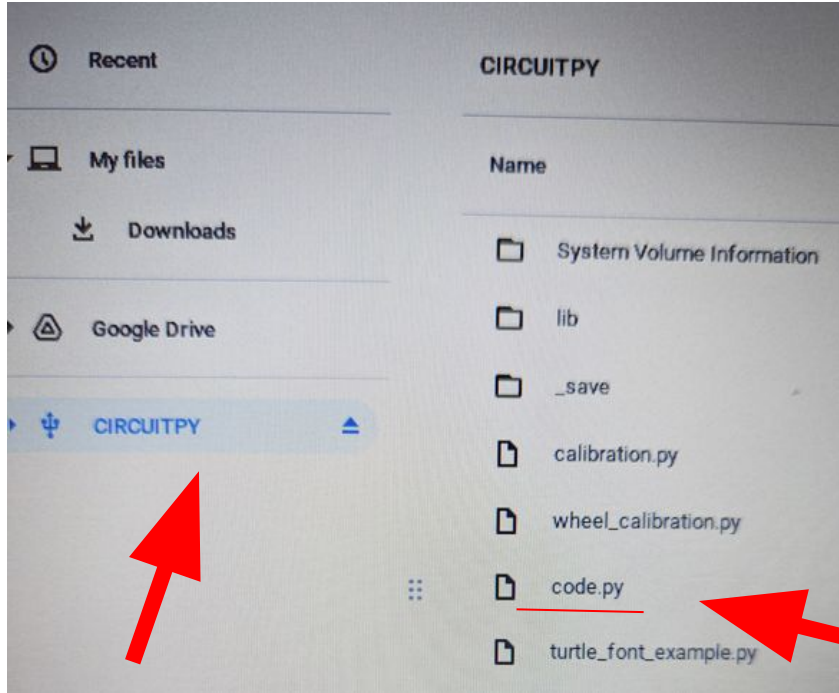 Recent
My files
Downloads
Google Drive
CIRCUITPY
CIRCUITPY
Name
System Volume Information
lib
_save
calibration.py
wheel_calibration.py
code.py
turtle_font_example.py